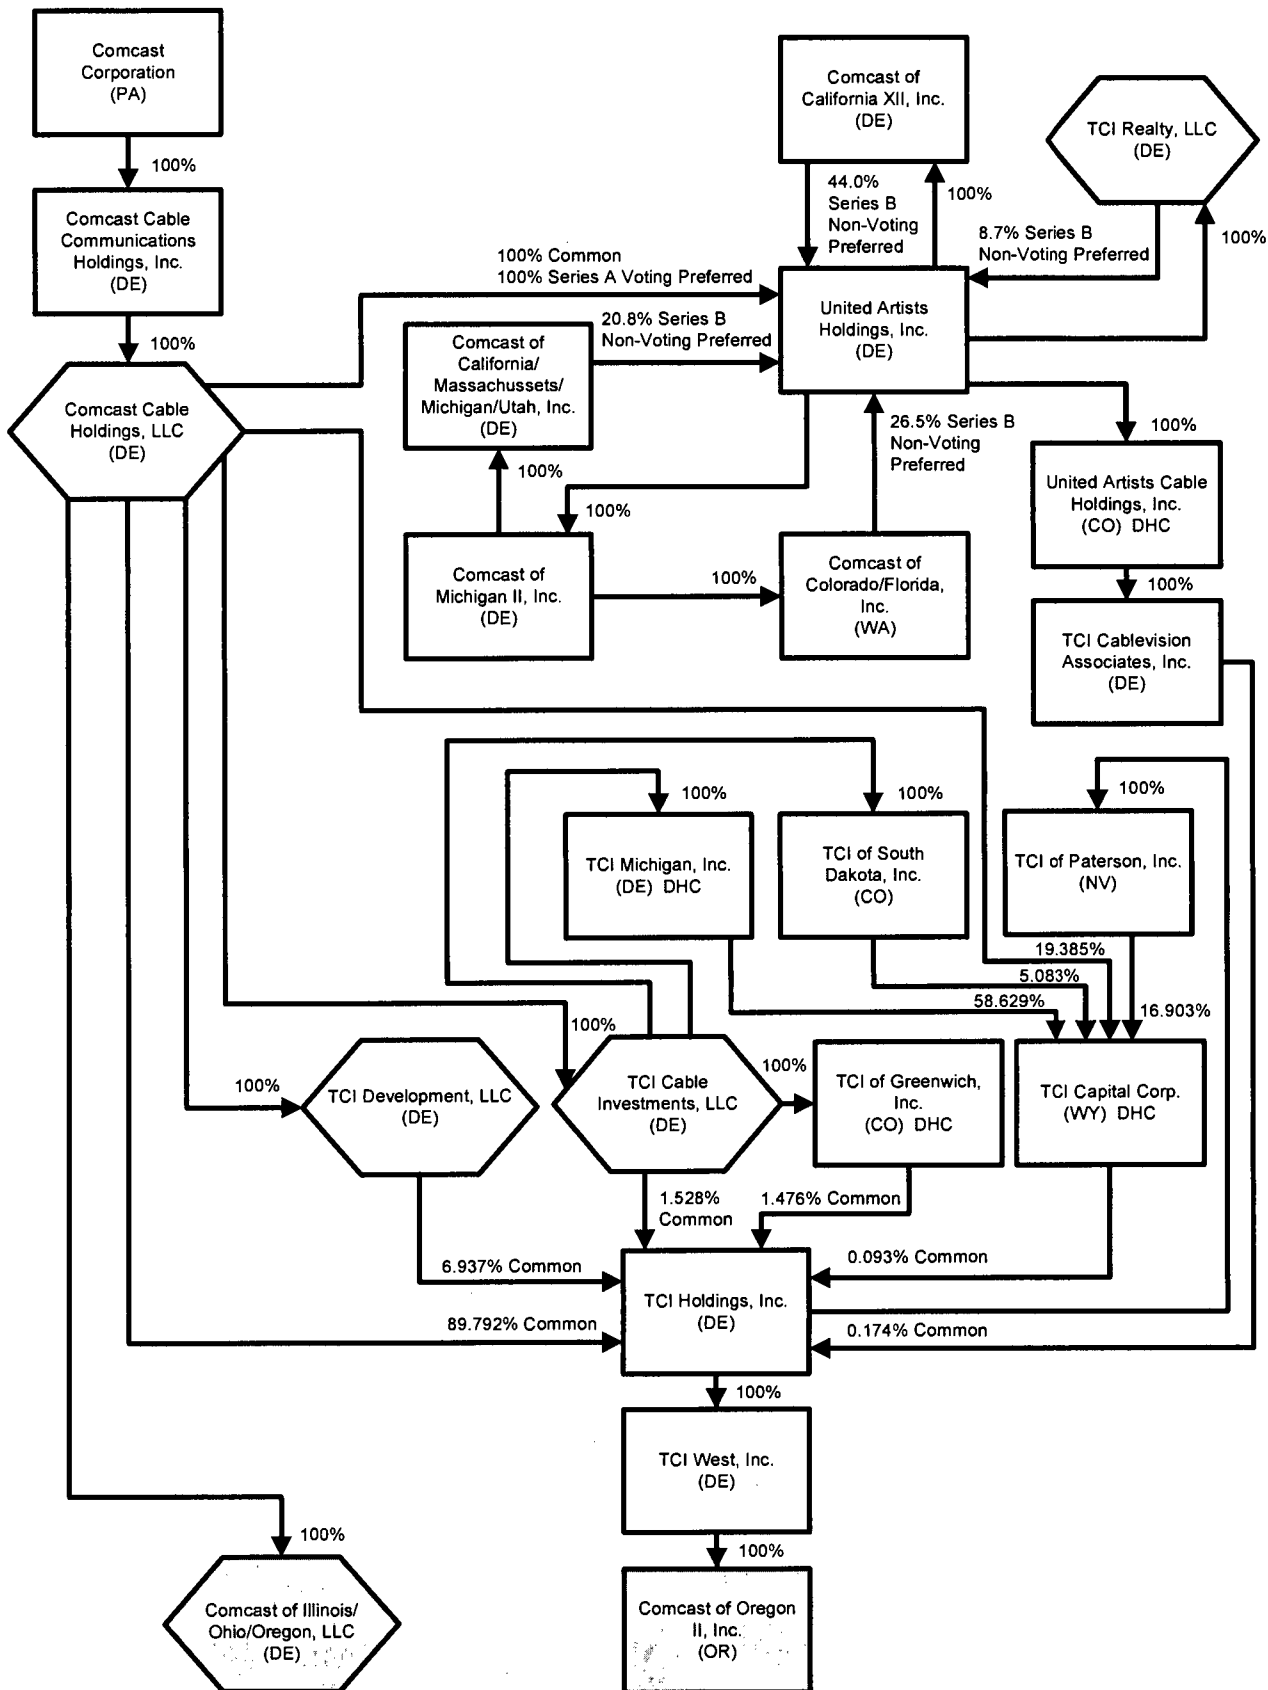 Comcast
Corporation
(PA)
100%
Comcast Cable
Communications
Holdings, Inc.
(DE)
100%
Comcast Cable
Holdings, LLC
(DE)
Comcast of
California XII, Inc.
(DE)
TCI Realty, LLC
(DE)
44.0%
Series B
Non-Voting
Preferred
100%
8.7% Series B
Non-Voting Preferred
100%
100% Common
100% Series A Voting Preferred
United Artists
Holdings, Inc.
(DE)
20.8% Series B
Non-Voting Preferred
Comcast of
California/
Massachussets/
Michigan/Utah, Inc.
(DE)
26.5% Series B
Non-Voting
Preferred
100%
United Artists Cable
Holdings, Inc.
(CO) DHC
100%
100%
Comcast of
Michigan II, Inc.
(DE)
100%
Comcast of
Colorado/Florida,
Inc.
(WA)
100%
TCI Cablevision
Associates, Inc.
(DE)
100%
100%
100%
TCI Michigan, Inc.
(DE) DHC
TCI of South
Dakota, Inc.
(CO)
TCI of Paterson, Inc.
(NV)
19.385%
5.083%
58.629%
16.903%
100%
100%
100%
TCI Development, LLC
(DE)
TCI Cable
Investments, LLC
(DE)
TCI of Greenwich,
Inc.
(CO) DHC
TCI Capital Corp.
(WY) DHC
1.528%
Common
1.476% Common
6.937% Common
0.093% Common
TCI Holdings, Inc.
(DE)
89.792% Common
0.174% Common
100%
TCI West, Inc.
(DE)
100%
100%
Comcast of Illinois/
Ohio/Oregon, LLC
(DE)
Comcast of Oregon
II, Inc.
(OR)